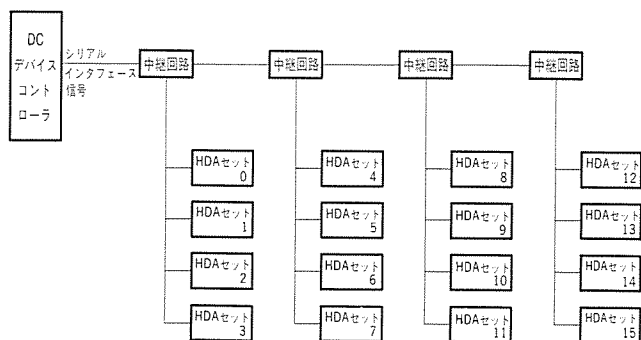 DC
デバイス
コント
ローラ
シリアル
インタフェース
信号
中継回路
中継回路
中継回路
中継回路
HDAセット
0
HDAセット
1
HDAセット
2
HDAセット
3
HDAセット
4
HDAセット
5
HDAセット
6
HDAセット
7
HDAセット
8
HDAセット
9
HDAセット
10
HDAセット
11
HDAセット
12
HDAセット
13
HDAセット
14
HDAセット
15